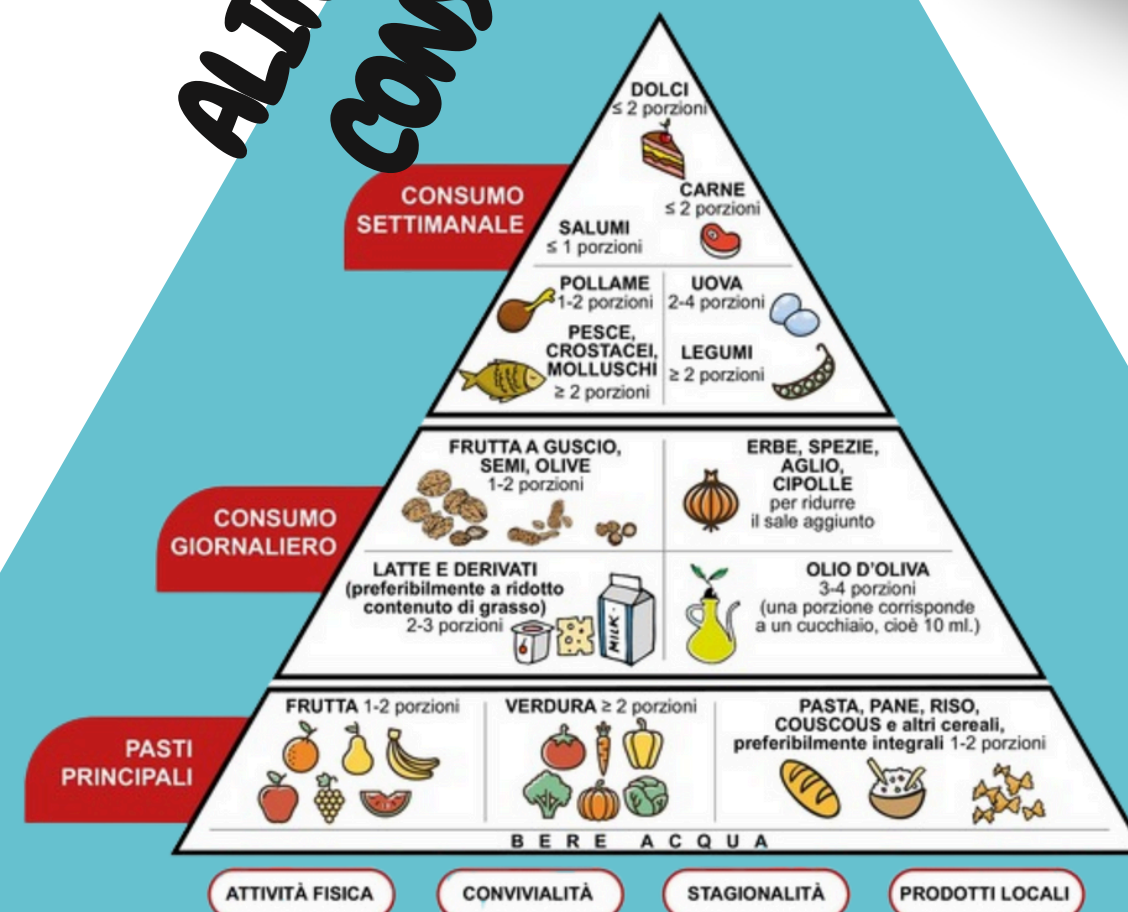 DOLCI
≤ 2 porzioni
CARNE
≤ 2 porzioni
SALUMI
≤ 1 porzioni
CONSUMO
SETTIMANALE
POLLAME
1-2 porzioni
UOVA
2-4 porzioni
PESCE,
CROSTACEI,
MOLLUSCHI
≥ 2 porzioni
LEGUMI
≥ 2 porzioni
CONSUMO
GIORNALIERO
FRUTTA A GUSCIO,
SEMI, OLIVE
1-2 porzioni
ERBE, SPEZIE,
AGLIO,
CIPOLLE
per ridurre
il sale aggiunto
LATTE E DERIVATI
(preferibilmente a ridotto
contenuto di grasso)
2-3 porzioni
MILK
OLIO D'OLIVA
3-4 porzioni
(una porzione corrisponde
a un cucchiaio, cioè 10 ml.)
PASTI
PRINCIPALI
FRUTTA 1-2 porzioni
VERDURA ≥ 2 porzioni
PASTA, PANE, RISO,
COUSCOUS e altri cereali,
preferibilmente integrali 1-2 porzioni
BERE ACQUA
ATTIVITÀ FISICA
CONVIVIALITÀ
STAGIONALITÀ
PRODOTTI LOCALI